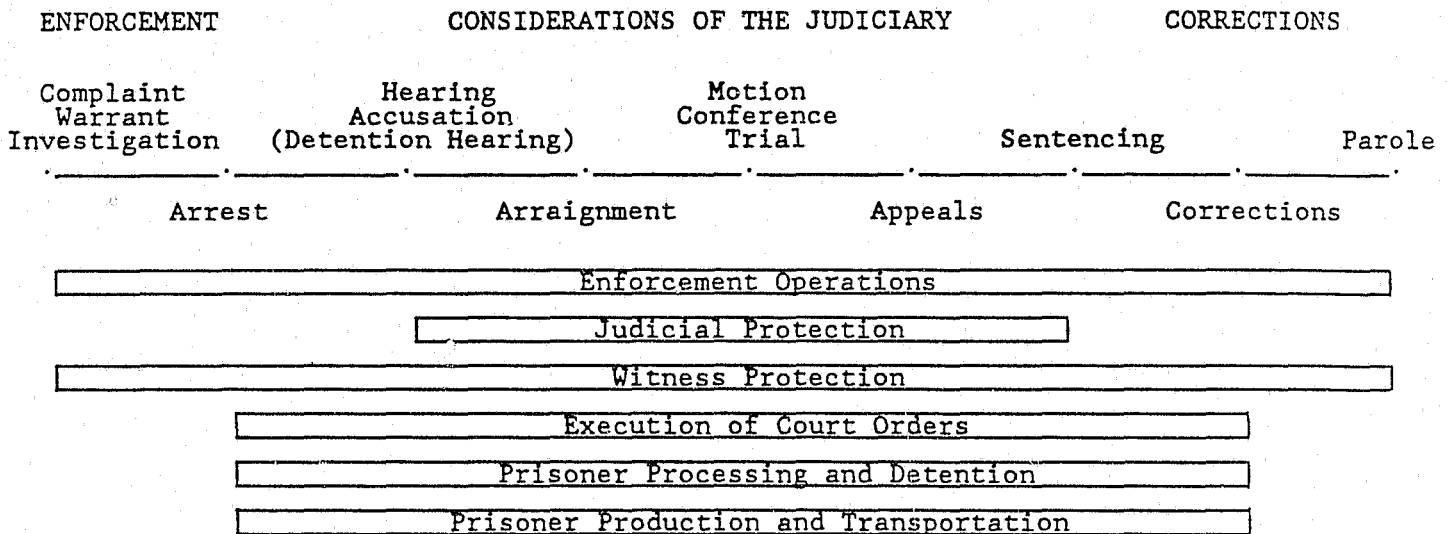 ENFORCEMENT CONSIDERATIONS OF THE JUDICIARY CORRECTIONS
Complaint Hearing Motion
Warrant Accusation Conference
Investigation (Detention Hearing) Trial Sentencing Parole
Arrest Arraignment Appeals Corrections
Enforcement Operations
Judicial Protection
Witness Protection
Execution of Court Orders
Prisoner Processing and Detention
Prisoner Production and Transportation